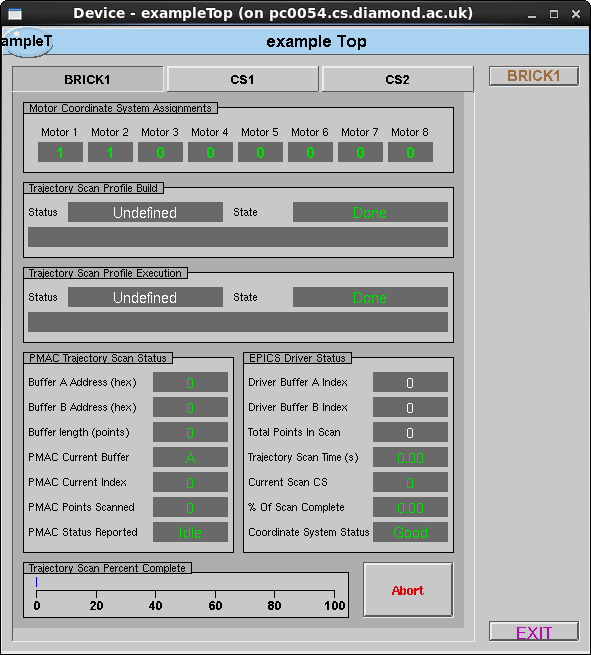 Device - exampleTop (on pc0054.cs.diamond.ac.uk)
ampleT
example Top
BRICK1 CS1 CS2
BRICK1
Motor Coordinate System Assignments
Motor 1 Motor 2 Motor 3 Motor 4 Motor 5 Motor 6 Motor 7 Motor 8
1 1 0 0 0 0 0 0
Trajectory Scan Profile Build
Status Undefined State Done
Trajectory Scan Profile Execution
Status Undefined State Done
PMAC Trajectory Scan Status
Buffer A Address (hex) 0
Buffer B Address (hex) 0
Buffer length (points) 0
PMAC Current Buffer A
PMAC Current Index 0
PMAC Points Scanned 0
PMAC Status Reported Idle
EPICS Driver Status
Driver Buffer A Index 0
Driver Buffer B Index 0
Total Points In Scan 0
Trajectory Scan Time (s) 0.00
Current Scan CS 0
% Of Scan Complete 0.00
Coordinate System Status Good
Trajectory Scan Percent Complete
0 20 40 60 80 100
Abort
EXIT